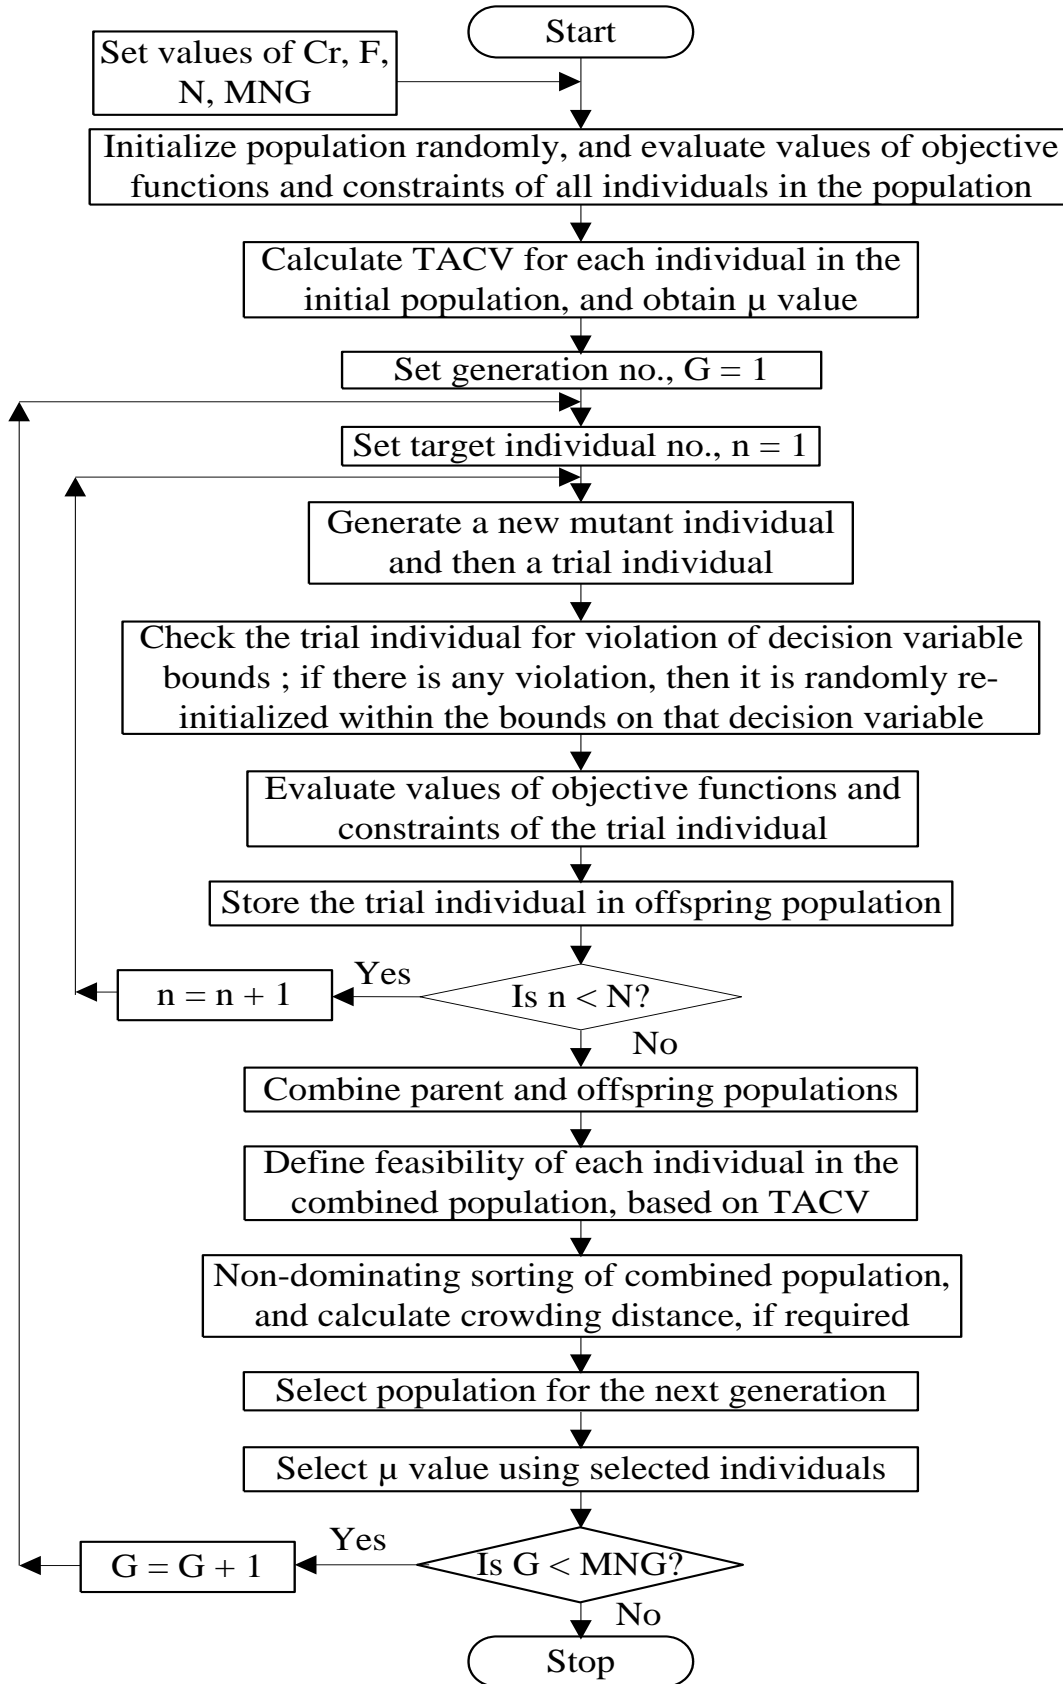 Start
Set values of Cr, F,
N, MNG
Initialize population randomly, and evaluate values of objective
functions and constraints of all individuals in the population
Calculate TACV for each individual in the
initial population, and obtain µ value
Set generation no., G = 1
Set target individual no., n = 1
Generate a new mutant individual
and then a trial individual
Check the trial individual for violation of decision variable
bounds ; if there is any violation, then it is randomly re-
initialized within the bounds on that decision variable
Evaluate values of objective functions and
constraints of the trial individual
Store the trial individual in offspring population
Is n < N?
Yes
n = n + 1
No
Combine parent and offspring populations
Define feasibility of each individual in the
combined population, based on TACV
Non-dominating sorting of combined population,
and calculate crowding distance, if required
Select population for the next generation
Select µ value using selected individuals
Is G < MNG?
Yes
G = G + 1
No
Stop